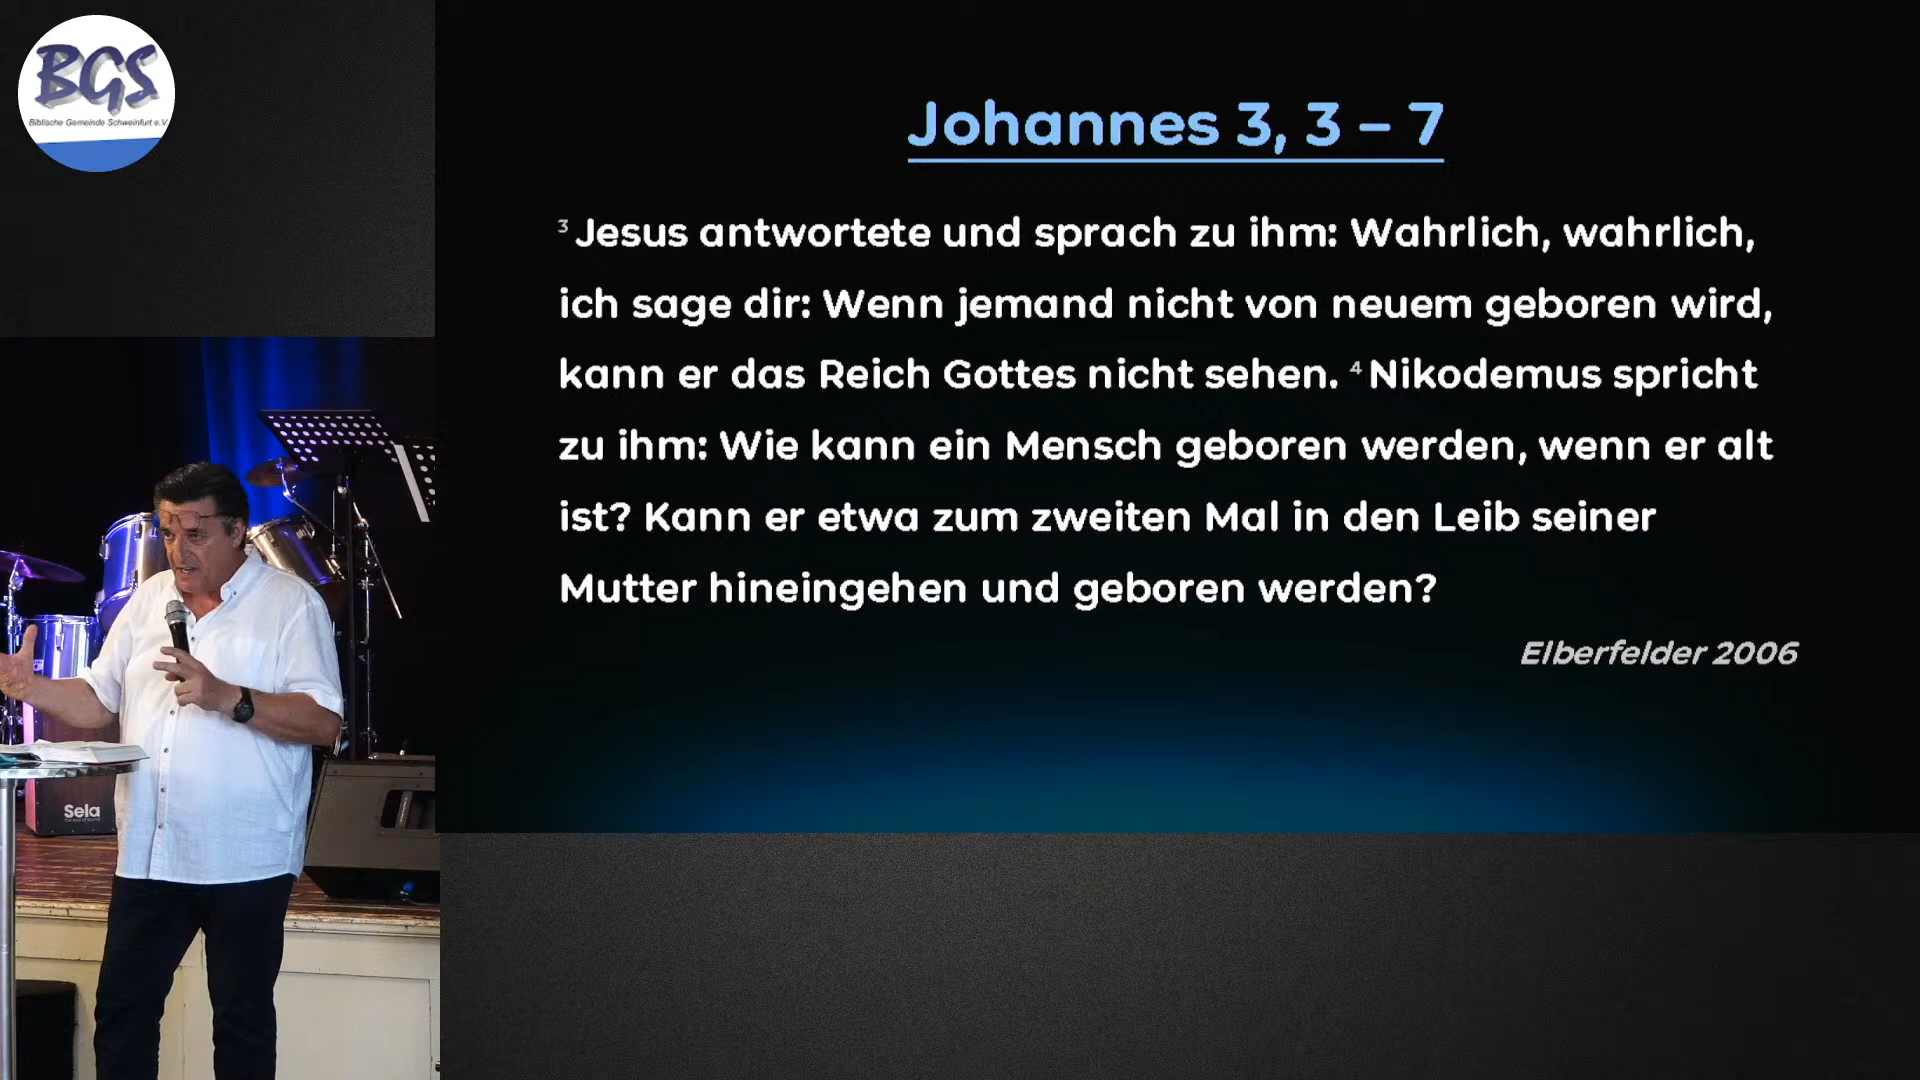 BGS
Biblische Gemeinde Schweinfurt e.V.
Johannes 3, 3 – 7
³ Jesus antwortete und sprach zu ihm: Wahrlich, wahrlich,
ich sage dir: Wenn jemand nicht von neuem geboren wird,
kann er das Reich Gottes nicht sehen. ⁴ Nikodemus spricht
zu ihm: Wie kann ein Mensch geboren werden, wenn er alt
ist? Kann er etwa zum zweiten Mal in den Leib seiner
Mutter hineingehen und geboren werden?
Elberfelder 2006
Sela